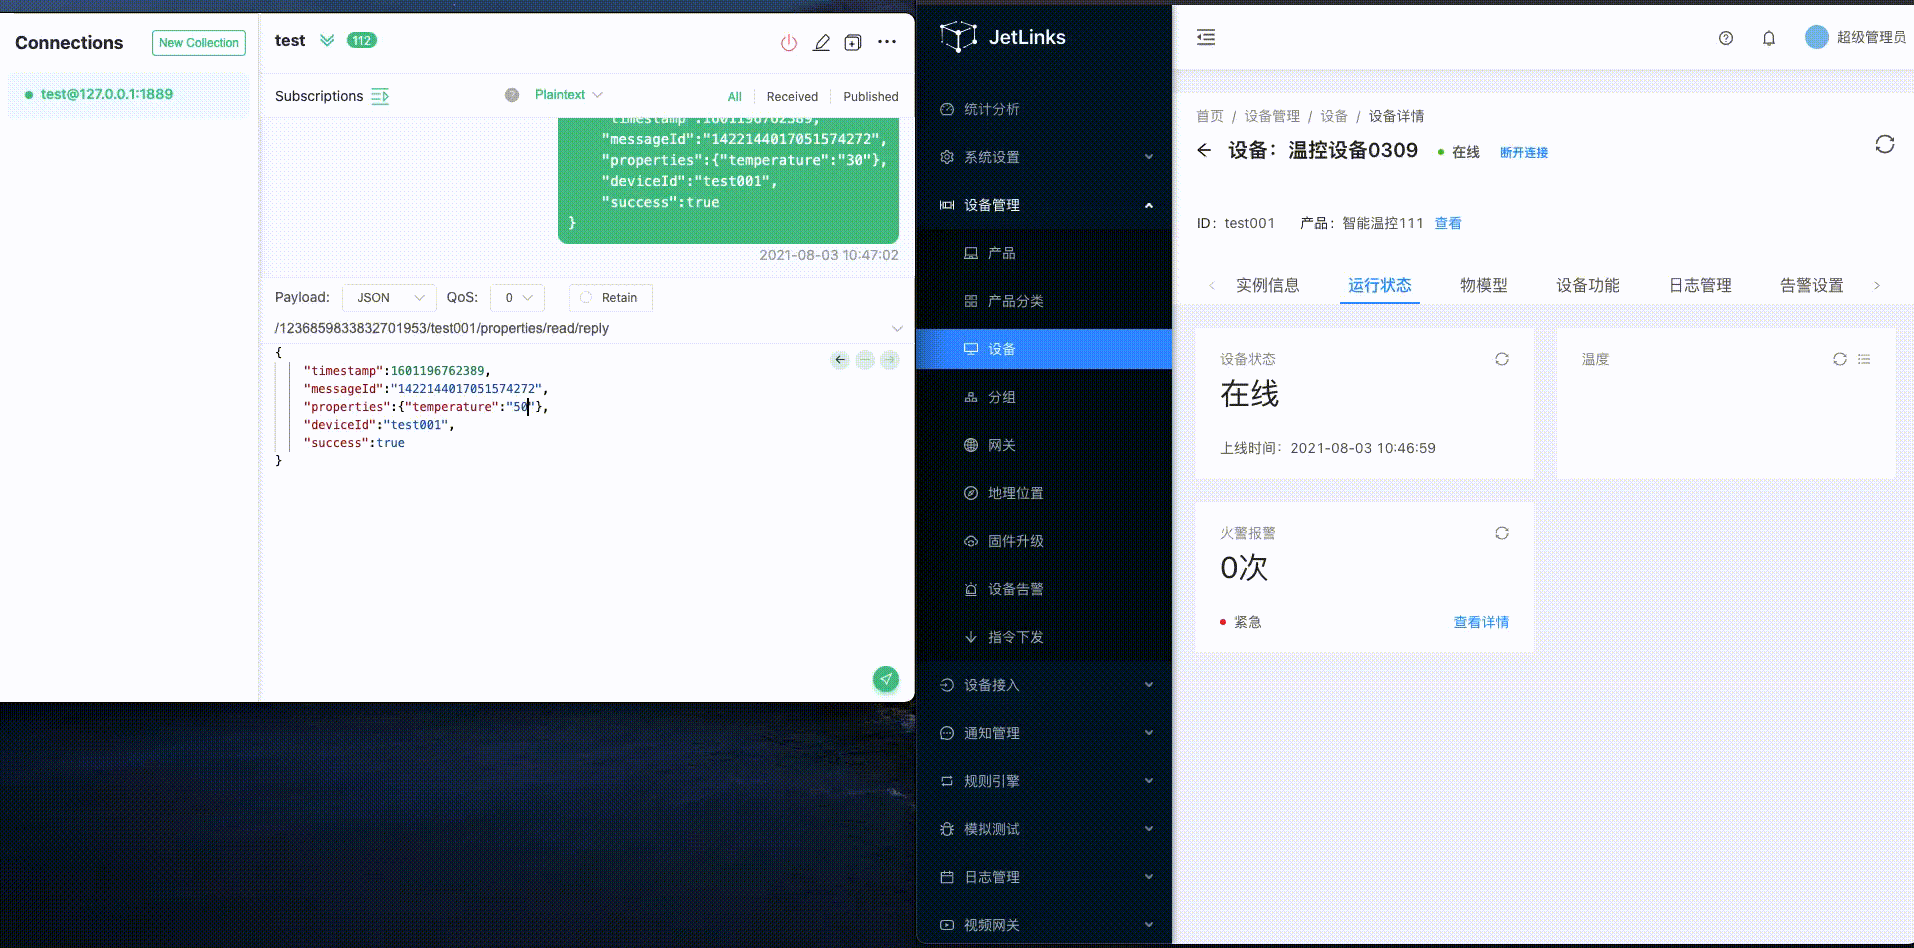 Connections
New Collection
test@127.0.0.1:1889
test
112
Subscriptions
Plaintext
All
Received
Published
"timestamp":1601196762389,
"messageId":"1422144017051574272",
"properties":{"temperature":"30"},
"deviceId":"test001",
"success":true
}
2021-08-03 10:47:02
Payload:
JSON
QoS:
0
Retain
/1236859833832701953/test001/properties/read/reply
{
"timestamp":1601196762389,
"messageId":"1422144017051574272",
"properties":{"temperature":"50"},
"deviceId":"test001",
"success":true
}
JetLinks
统计分析
系统设置
设备管理
产品
产品分类
设备
分组
网关
地理位置
固件升级
设备告警
指令下发
设备接入
通知管理
规则引擎
模拟测试
日志管理
视频网关
超级管理员
首页 / 设备管理 / 设备 / 设备详情
设备：温控设备0309
在线
断开连接
ID：test001
产品：智能温控111
查看
实例信息
运行状态
物模型
设备功能
日志管理
告警设置
设备状态
在线
上线时间：2021-08-03 10:46:59
温度
火警报警
0次
紧急
查看详情